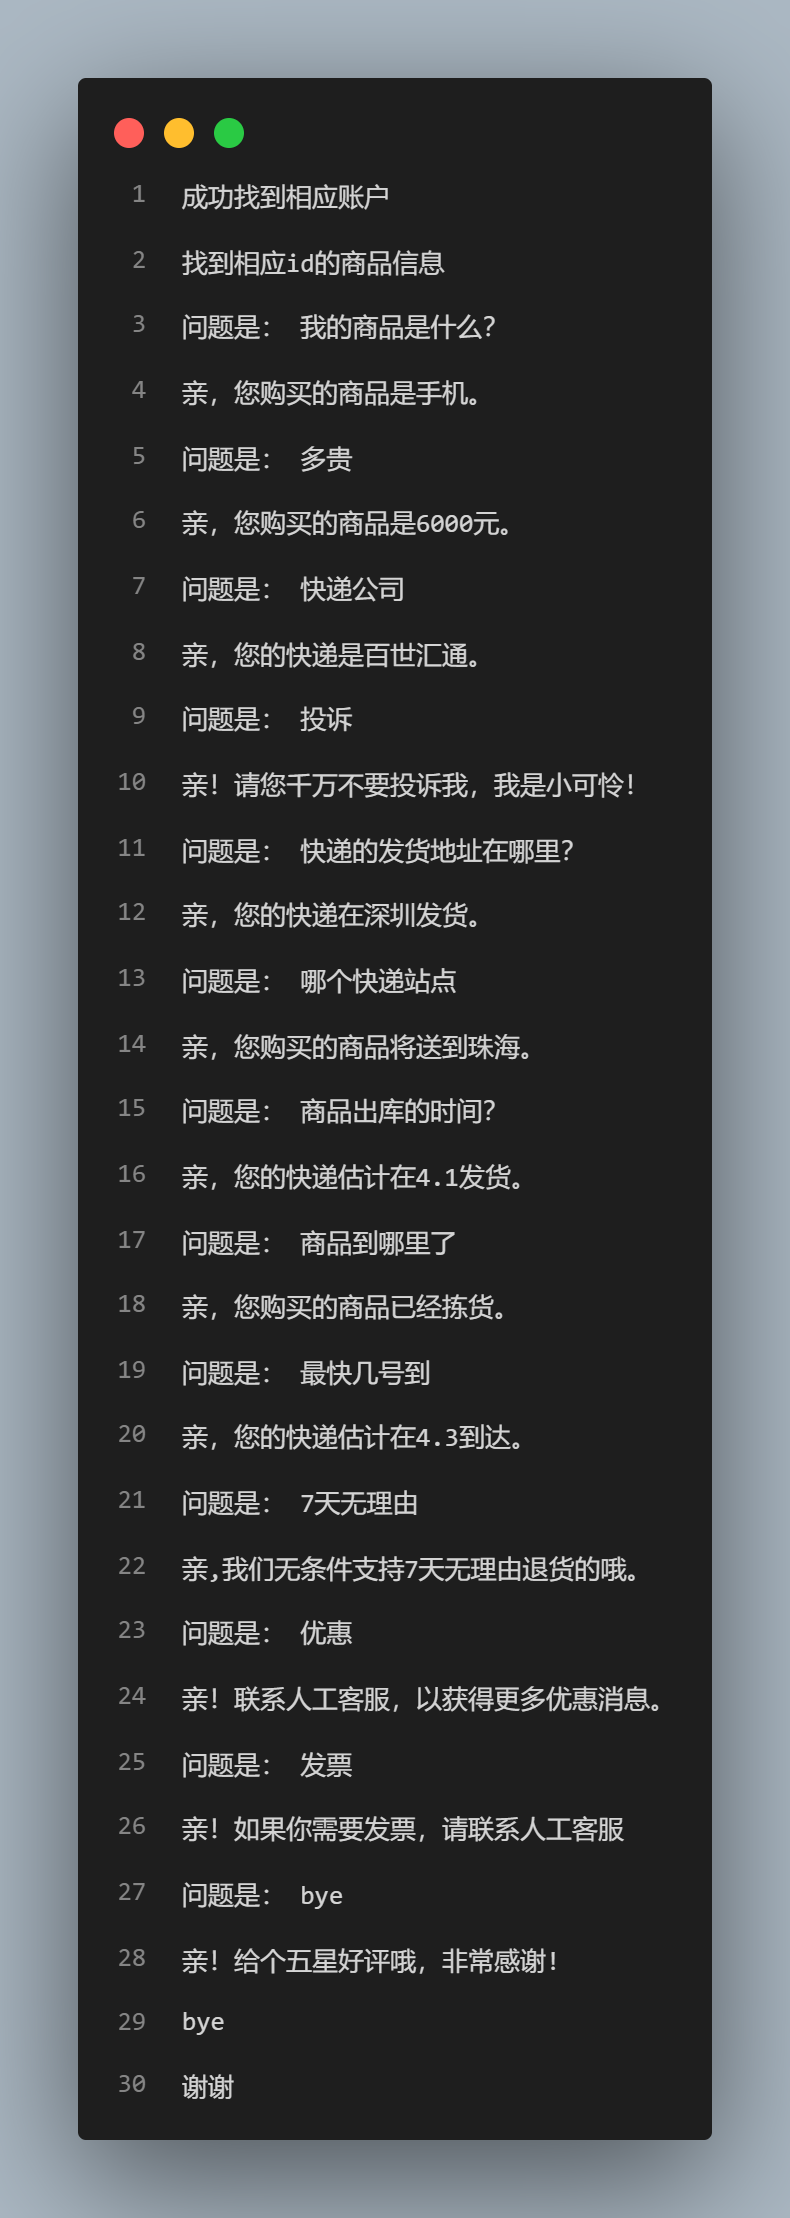 1 成功找到相应账户
2 找到相应id的商品信息
3 问题是： 我的商品是什么？
4 亲，您购买的商品是手机。
5 问题是： 多贵
6 亲，您购买的商品是6000元。
7 问题是： 快递公司
8 亲，您的快递是百世汇通。
9 问题是： 投诉
10 亲！请您千万不要投诉我，我是小可怜！
11 问题是： 快递的发货地址在哪里？
12 亲，您的快递在深圳发货。
13 问题是： 哪个快递站点
14 亲，您购买的商品将送到珠海。
15 问题是： 商品出库的时间？
16 亲，您的快递估计在4.1发货。
17 问题是： 商品到哪里了
18 亲，您购买的商品已经拣货。
19 问题是： 最快几号到
20 亲，您的快递估计在4.3到达。
21 问题是： 7天无理由
22 亲,我们无条件支持7天无理由退货的哦。
23 问题是： 优惠
24 亲！联系人工客服，以获得更多优惠消息。
25 问题是： 发票
26 亲！如果你需要发票，请联系人工客服
27 问题是： bye
28 亲！给个五星好评哦，非常感谢！
29 bye
30 谢谢